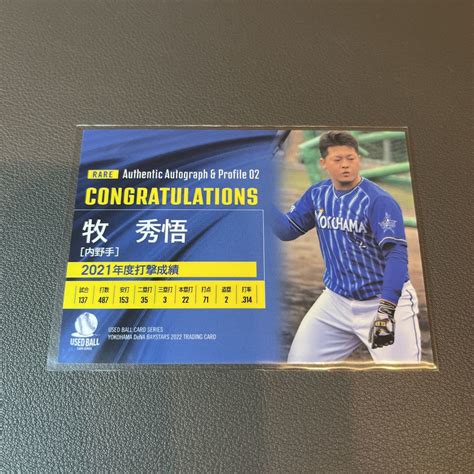 RARE Authentic Autograph & Profile 02
CONGRATULATIONS
牧 秀悟
[内野手]
2021年度打撃成績
試合 打数 安打 二塁打 三塁打 本塁打 打点 盗塁 打率
137 487 153 35 3 22 71 2 .314
USED BALL
CARD SERIES
USED BALL CARD SERIES
YOKOHAMA DeNA BAYSTARS 2022 TRADING CARD
YOKOHAMA